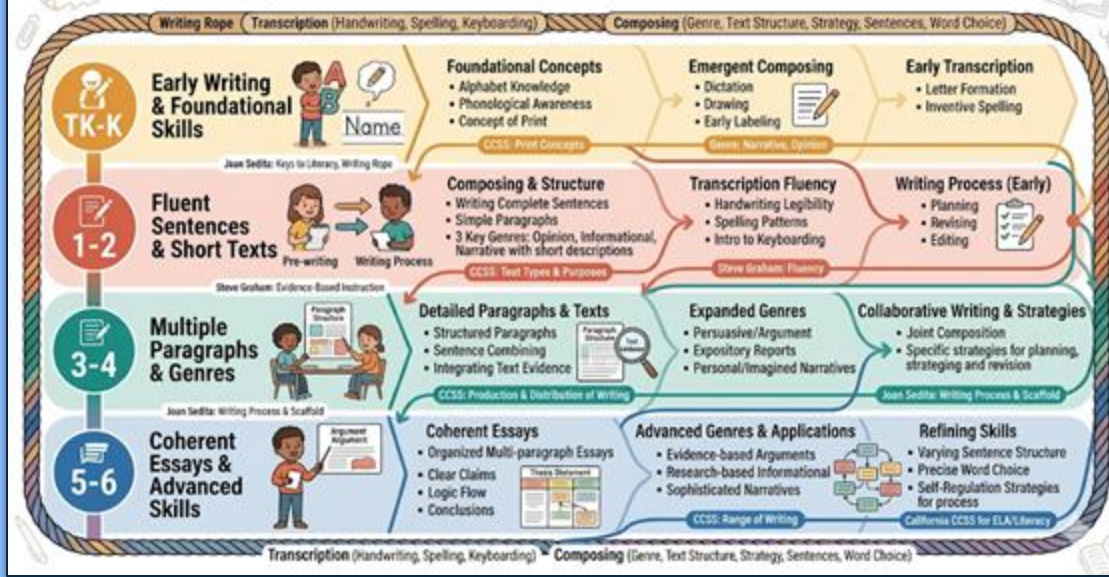 Writing Rope Transcription (Handwriting, Spelling, Keyboarding) Composing (Genre, Text Structure, Strategy, Sentences, Word Choice)
TK-K
Early Writing
& Foundational
Skills
A
B
Name
Foundational Concepts
• Alphabet Knowledge
• Phonological Awareness
• Concept of Print
CCSS: Print Concepts
Emergent Composing
• Dictation
• Drawing
• Early Labeling
Genre: Narrative, Opinion
Early Transcription
• Letter Formation
• Inventive Spelling
Joan Sedita: Keys to Literacy, Writing Rope
1-2
Fluent
Sentences
& Short Texts
Pre-writing
Writing Process
Composing & Structure
• Writing Complete Sentences
• Simple Paragraphs
• 3 Key Genres: Opinion, Informational,
Narrative with short descriptions
CCSS: Text Types & Purposes
Transcription Fluency
• Handwriting Legibility
• Spelling Patterns
• Intro to Keyboarding
Steve Graham: Fluency
Writing Process (Early)
• Planning
• Revising
• Editing
Steve Graham: Evidence-Based Instruction
3-4
Multiple
Paragraphs
& Genres
Paragraph
Structure
Detailed Paragraphs & Texts
• Structured Paragraphs
• Sentence Combining
• Integrating Text Evidence
Paragraph
Structure
Text
CCSS: Production & Distribution of Writing
Expanded Genres
• Persuasive/Argument
• Expository Reports
• Personal/Imagined Narratives
Collaborative Writing & Strategies
• Joint Composition
• Specific strategies for planning,
strateging and revision
Joan Sedita: Writing Process & Scaffold
Joan Sedita: Writing Process & Scaffold
5-6
Coherent
Essays &
Advanced
Skills
Argument
Argument
Coherent Essays
• Organized Multi-paragraph Essays
• Clear Claims
• Logic Flow
• Conclusions
Thesis Statement
Advanced Genres & Applications
• Evidence-based Arguments
• Research-based Informational
• Sophisticated Narratives
CCSS: Range of Writing
Refining Skills
• Varying Sentence Structure
• Precise Word Choice
• Self-Regulation Strategies
for process
California CCSS for ELA/Literacy
Transcription (Handwriting, Spelling, Keyboarding) Composing (Genre, Text Structure, Strategy, Sentences, Word Choice)